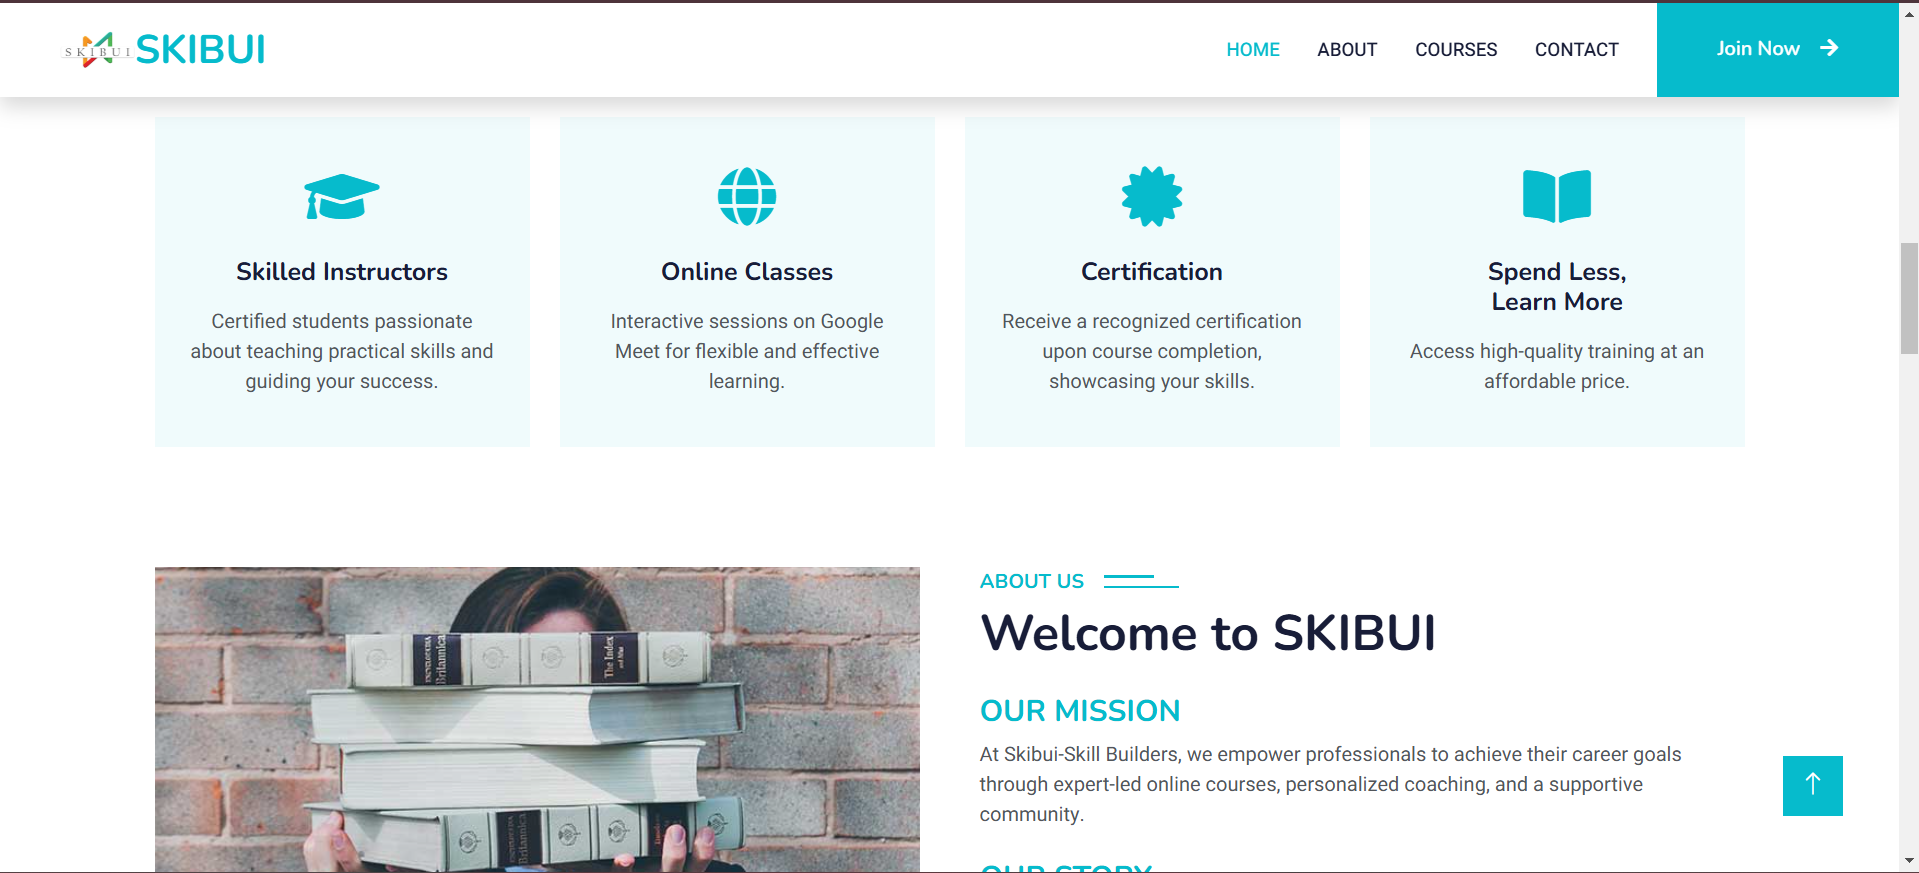 SKIBUI SKIBUI
HOME ABOUT COURSES CONTACT Join Now
Skilled Instructors
Certified students passionate
about teaching practical skills and
guiding your success.
Online Classes
Interactive sessions on Google
Meet for flexible and effective
learning.
Certification
Receive a recognized certification
upon course completion,
showcasing your skills.
Spend Less,
Learn More
Access high-quality training at an
affordable price.
Encyclopædia
Britannica
The Index
Britannica
ABOUT US
Welcome to SKIBUI
OUR MISSION
At Skibui-Skill Builders, we empower professionals to achieve their career goals
through expert-led online courses, personalized coaching, and a supportive
community.
OUR STORY